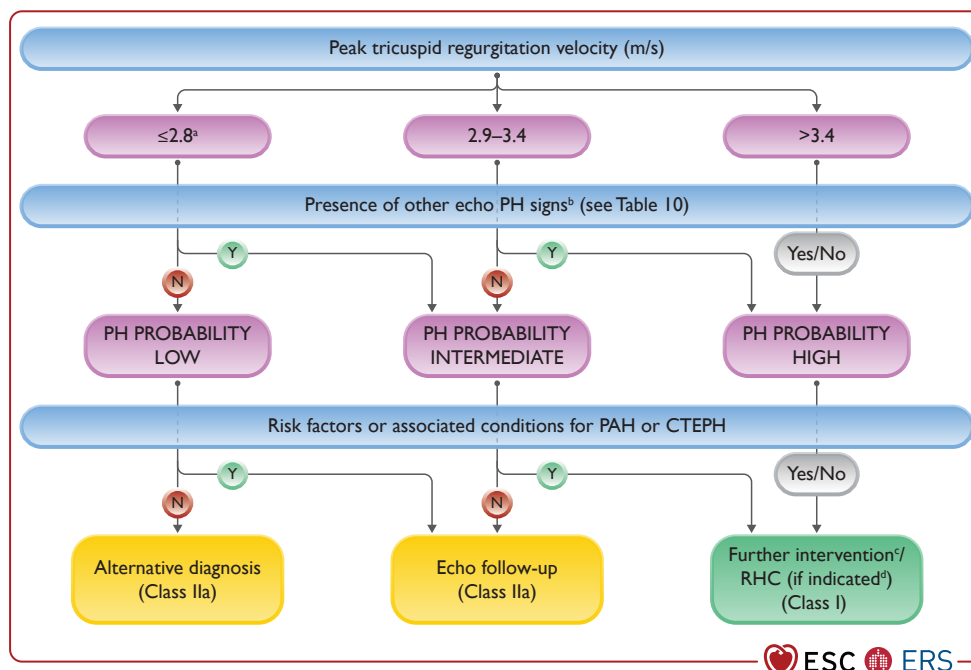 Peak tricuspid regurgitation velocity (m/s)
≤2.8ᵃ
2.9–3.4
>3.4
Presence of other echo PH signsᵇ (see Table 10)
Y
Y
Yes/No
N
N
PH PROBABILITY
LOW
PH PROBABILITY
INTERMEDIATE
PH PROBABILITY
HIGH
Risk factors or associated conditions for PAH or CTEPH
Y
Y
Yes/No
N
N
Alternative diagnosis
(Class IIa)
Echo follow-up
(Class IIa)
Further interventionᶜ/
RHC (if indicatedᵈ)
(Class I)
ESC ERS